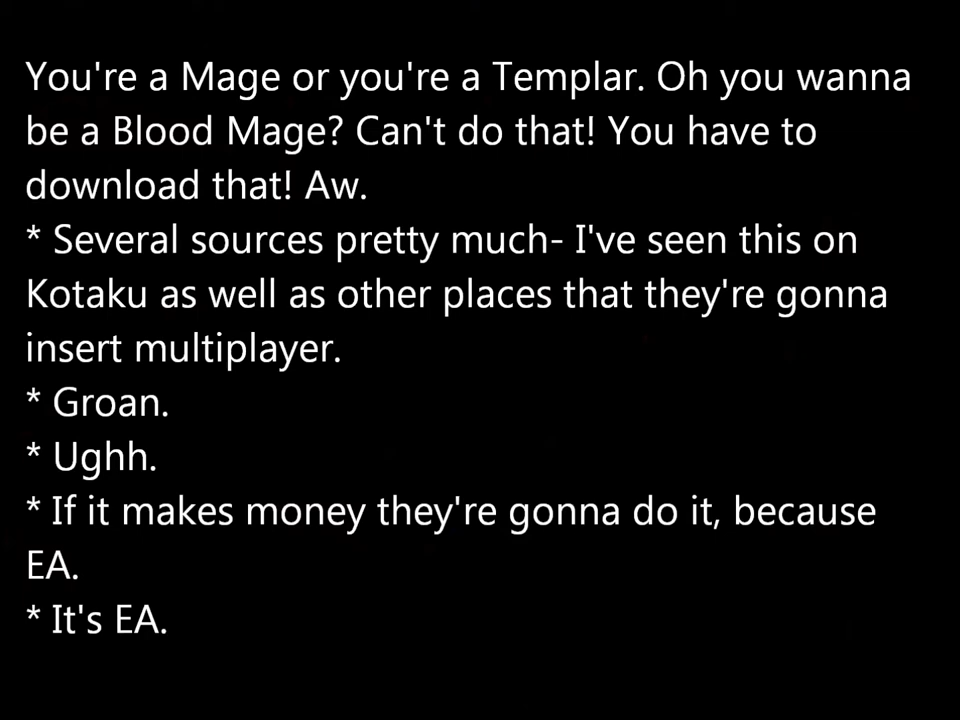 You're a Mage or you're a Templar. Oh you wanna
be a Blood Mage? Can't do that! You have to
download that! Aw.
* Several sources pretty much- I've seen this on
Kotaku as well as other places that they're gonna
insert multiplayer.
* Groan.
* Ughh.
* If it makes money they're gonna do it, because
EA.
* It's EA.